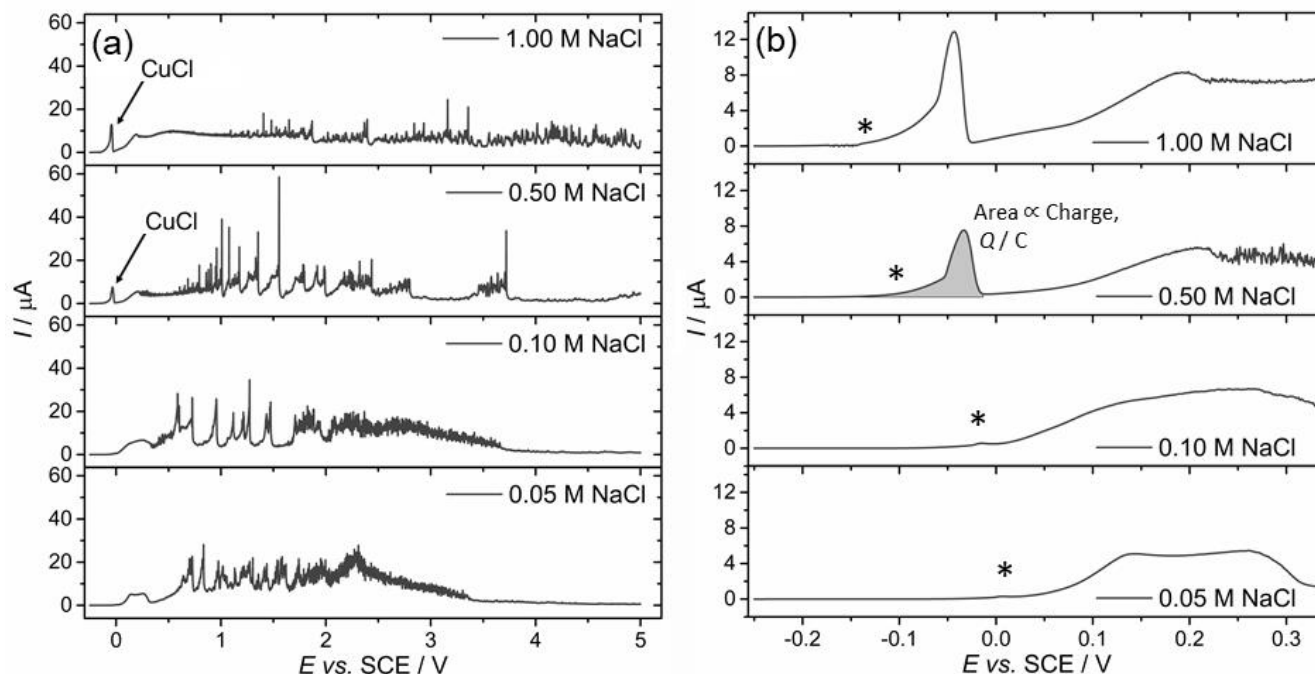 (a)
60
40
20
0
CuCl
1.00 M NaCl
60
40
20
0
CuCl
0.50 M NaCl
60
40
20
0
0.10 M NaCl
60
40
20
0
0.05 M NaCl
I / μA
0 1 2 3 4 5
E vs. SCE / V
(b)
12
8
4
0
*
1.00 M NaCl
12
8
4
0
*
Area ∝ Charge,
Q / C
0.50 M NaCl
12
8
4
0
*
0.10 M NaCl
12
8
4
0
*
0.05 M NaCl
I / μA
-0.2 -0.1 0.0 0.1 0.2 0.3
E vs. SCE / V